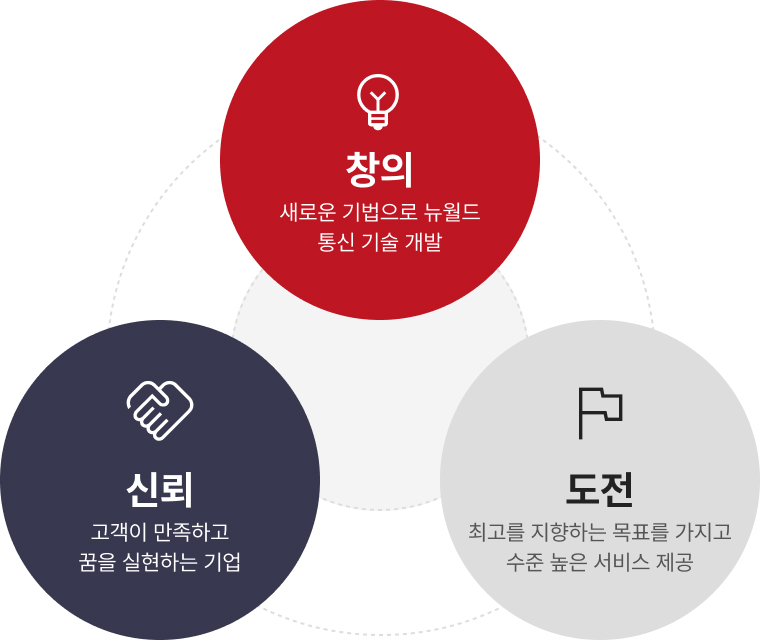 창의
새로운 기법으로 뉴월드
통신 기술 개발
신뢰
고객이 만족하고
꿈을 실현하는 기업
도전
최고를 지향하는 목표를 가지고
수준 높은 서비스 제공